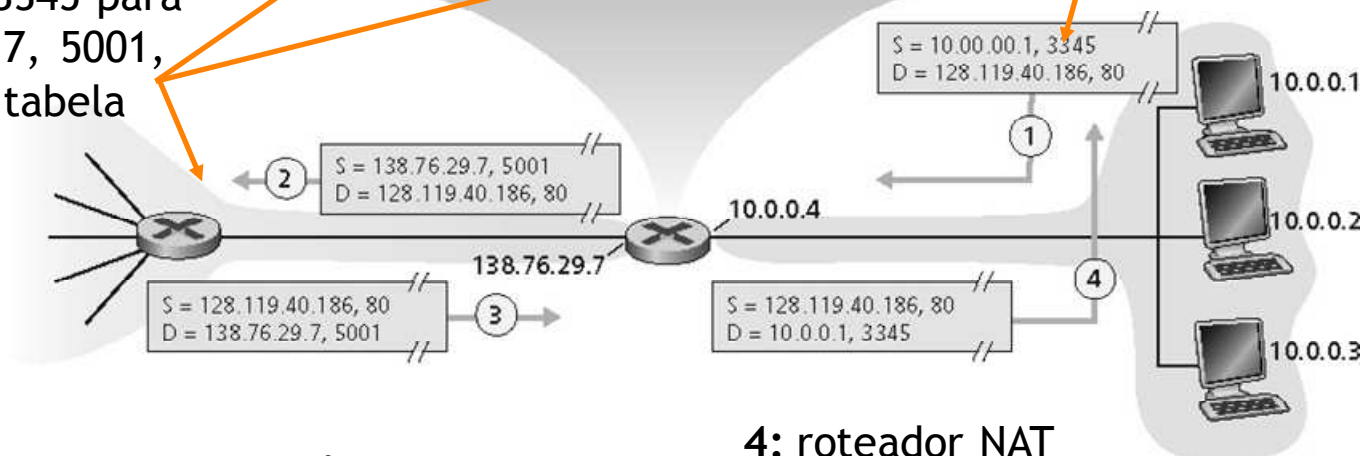 3345 para
7, 5001,
tabela
S = 10.00.00.1, 3345
D = 128.119.40.186, 80
10.0.0.1
1
2
S = 138.76.29.7, 5001
D = 128.119.40.186, 80
10.0.0.4
10.0.0.2
138.76.29.7
4
S = 128.119.40.186, 80
D = 138.76.29.7, 5001
3
S = 128.119.40.186, 80
D = 10.0.0.1, 3345
10.0.0.3
4: roteador NAT